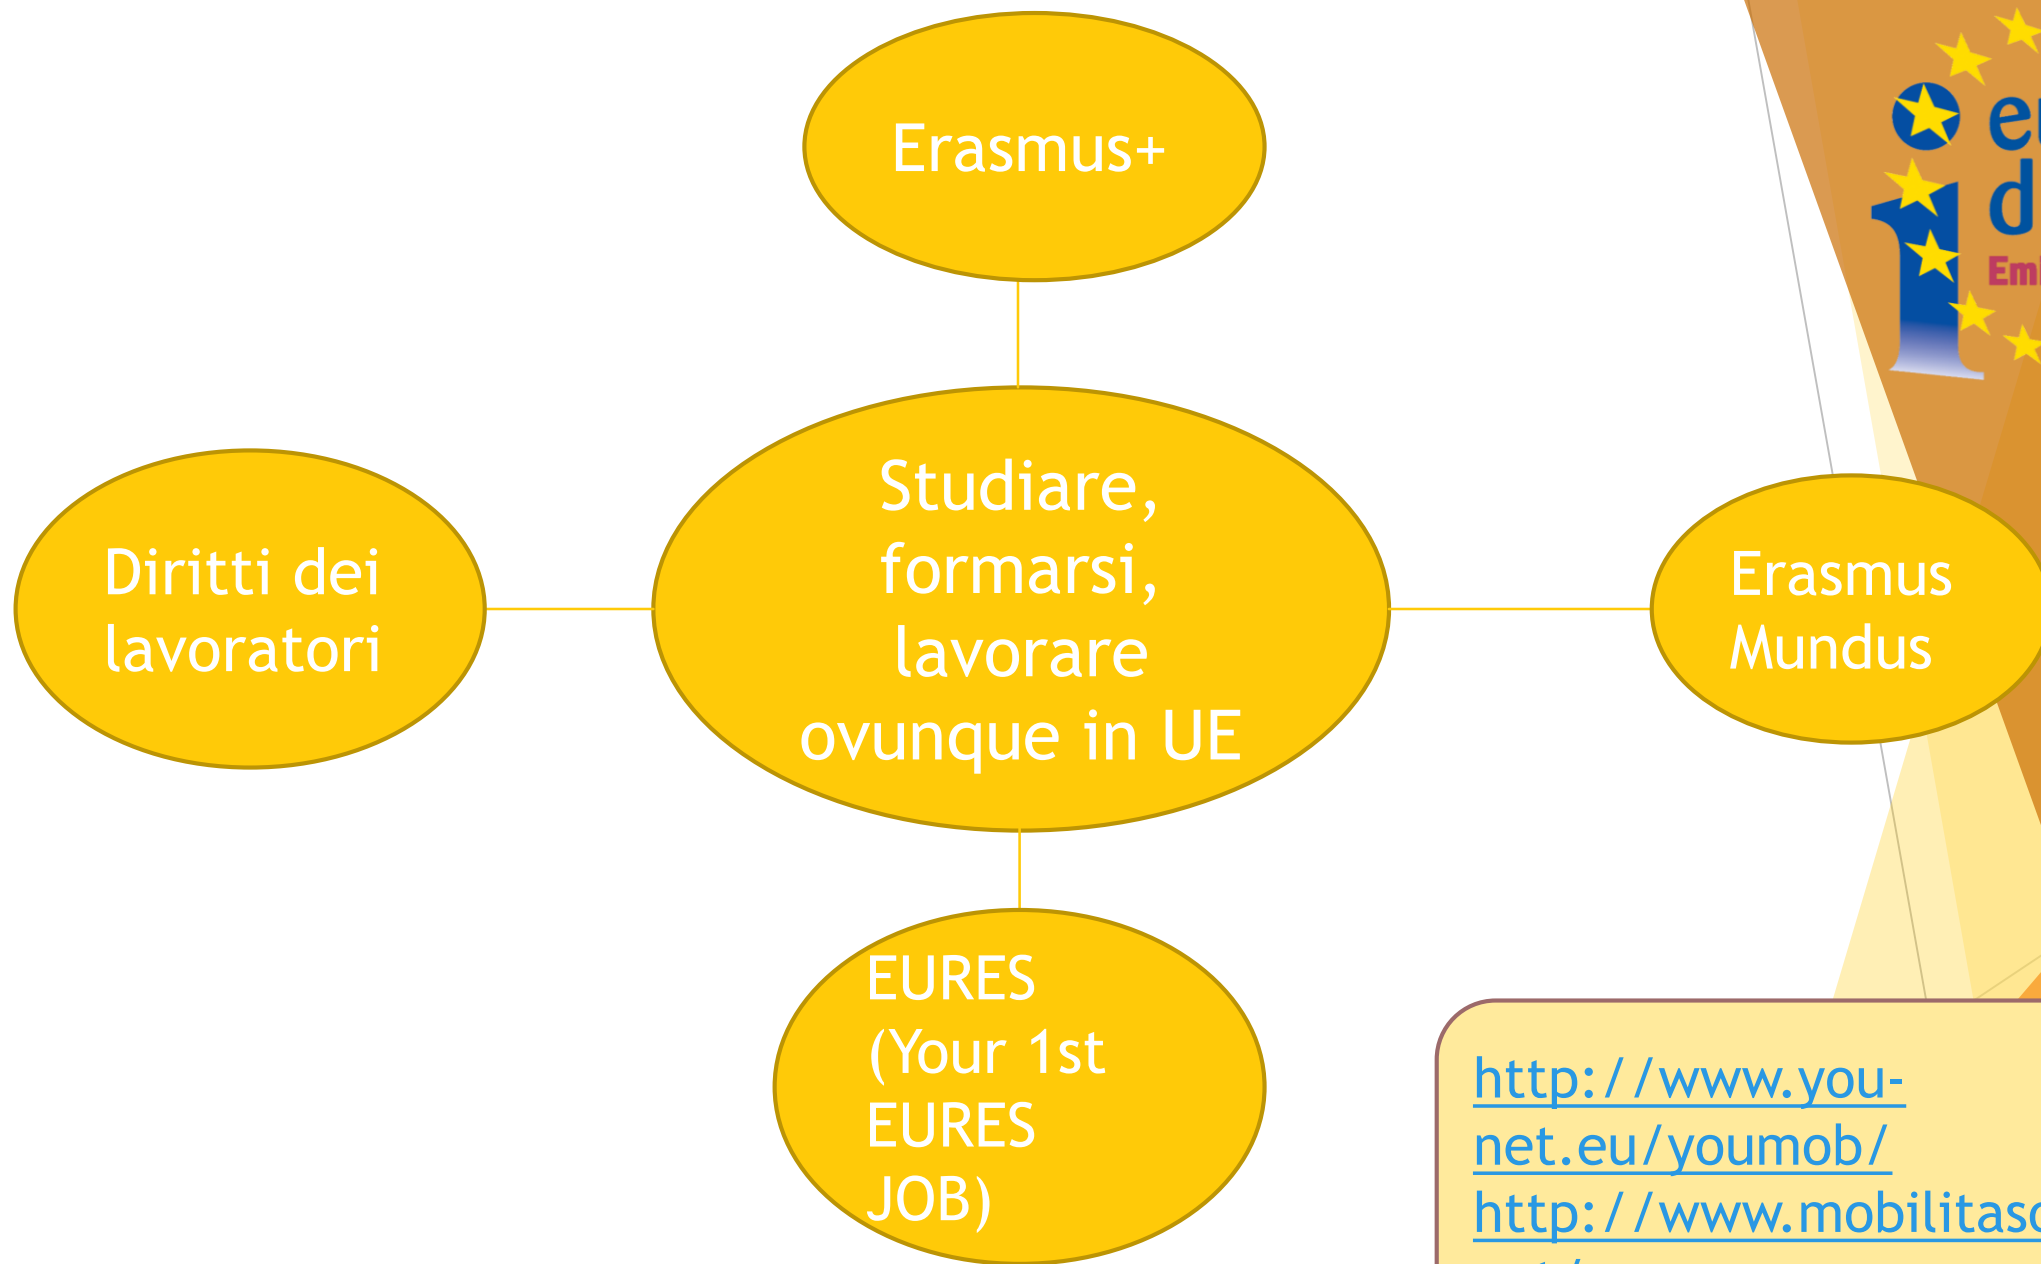 Erasmus+
Studiare,
formarsi,
lavorare
ovunque in UE
Diritti dei
lavoratori
Erasmus
Mundus
EURES
(Your 1st
EURES
JOB)
http://www.you-
net.eu/youmob/